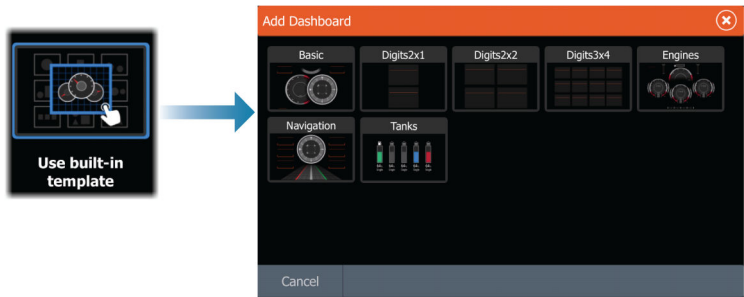 Use built-in
template
Add Dashboard
Basic
Digits2x1
Digits2x2
Digits3x4
Engines
Navigation
Tanks
Cancel